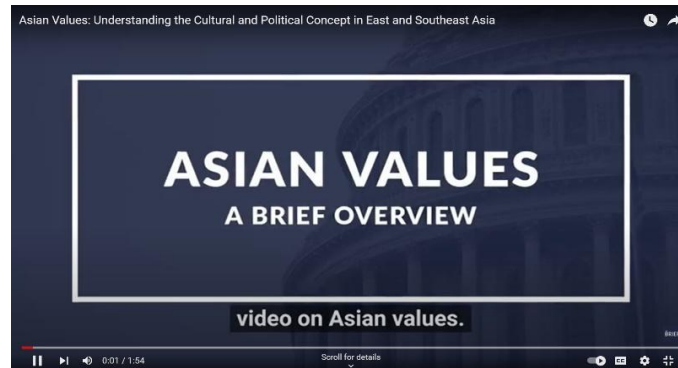 Asian Values: Understanding the Cultural and Political Concept in East and Southeast Asia
ASIAN VALUES
A BRIEF OVERVIEW
video on Asian values.
0:01 / 1:54
Scroll for details